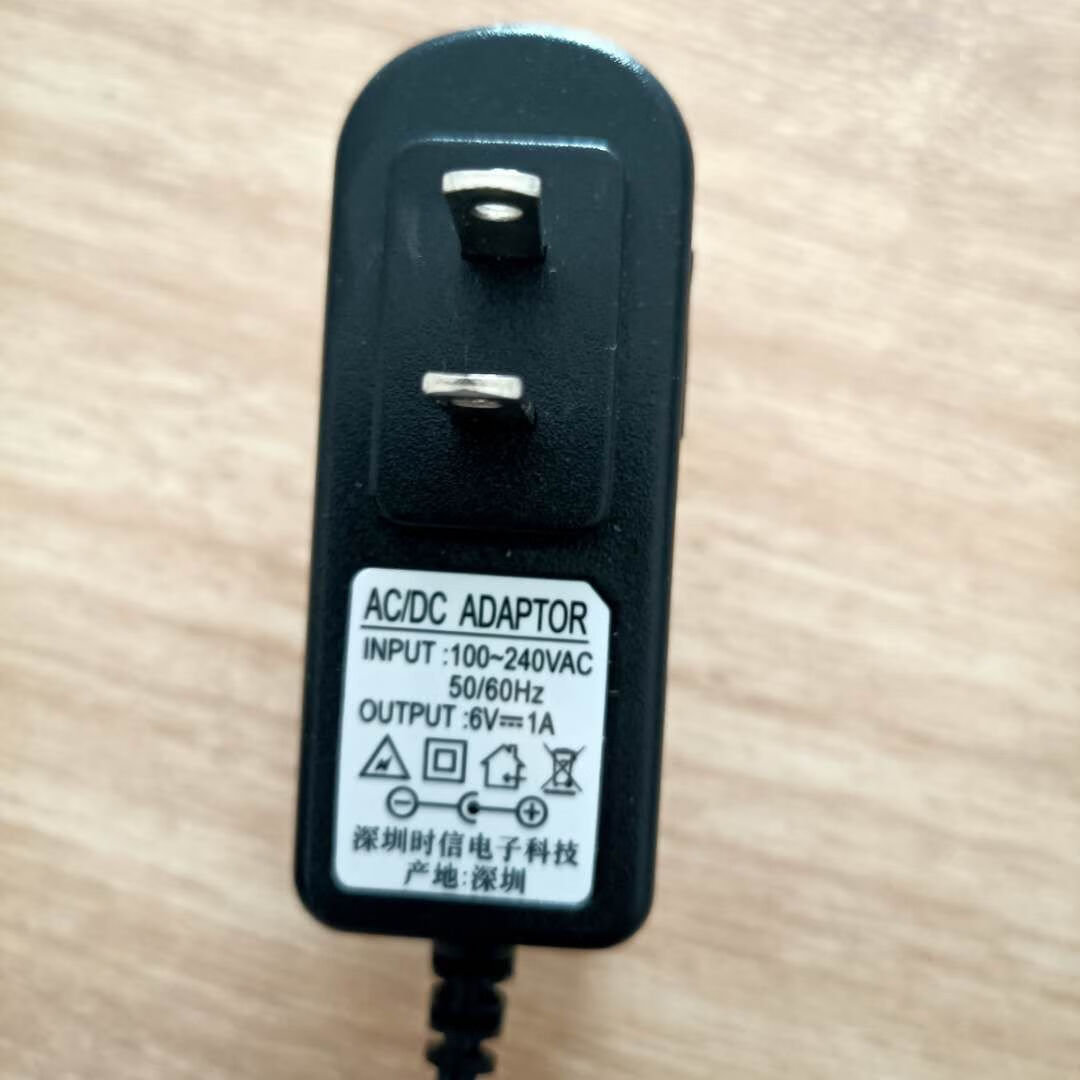 AC/DC ADAPTOR
INPUT :100~240VAC
50/60Hz
OUTPUT :6V⎓1A
深圳时信电子科技
产地:深圳